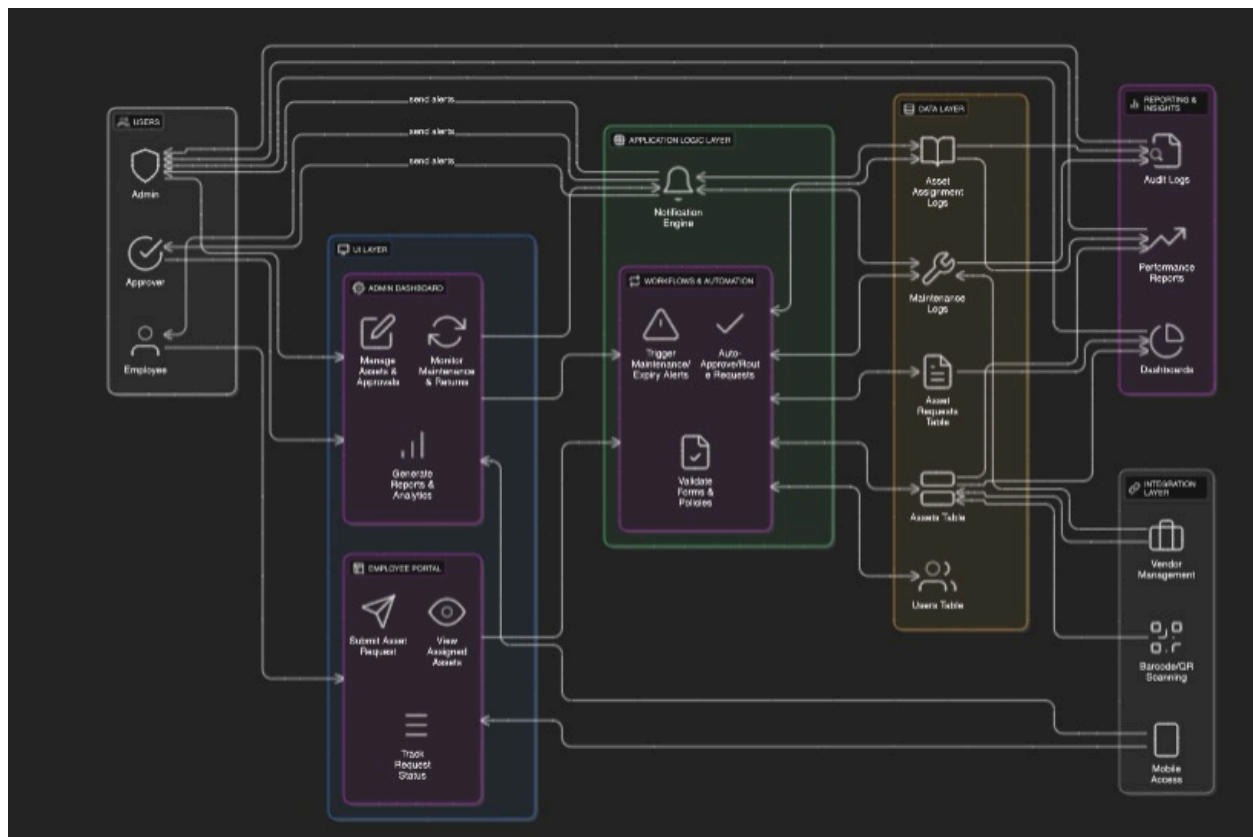 send alerts
send alerts
send alerts
USERS
Admin
Approver
Employee
UI LAYER
ADMIN DASHBOARD
Manage
Assets &
Approvals
Monitor
Maintenance
& Returns
Generate
Reports &
Analytics
EMPLOYEE PORTAL
Submit Asset
Request
View
Assigned
Assets
Track
Request
Status
APPLICATION LOGIC LAYER
Notification
Engine
WORKFLOWS & AUTOMATION
Trigger
Maintenance/
Expiry Alerts
Auto-
Approve/Rout
e Requests
Validate
Forms &
Policies
DATA LAYER
Asset
Assignment
Logs
Maintenance
Logs
Asset
Requests
Table
Assets Table
Users Table
REPORTING &
INSIGHTS
Audit Logs
Performance
Reports
Dashboards
INTEGRATION
LAYER
Vendor
Management
Barcode/QR
Scanning
Mobile
Access